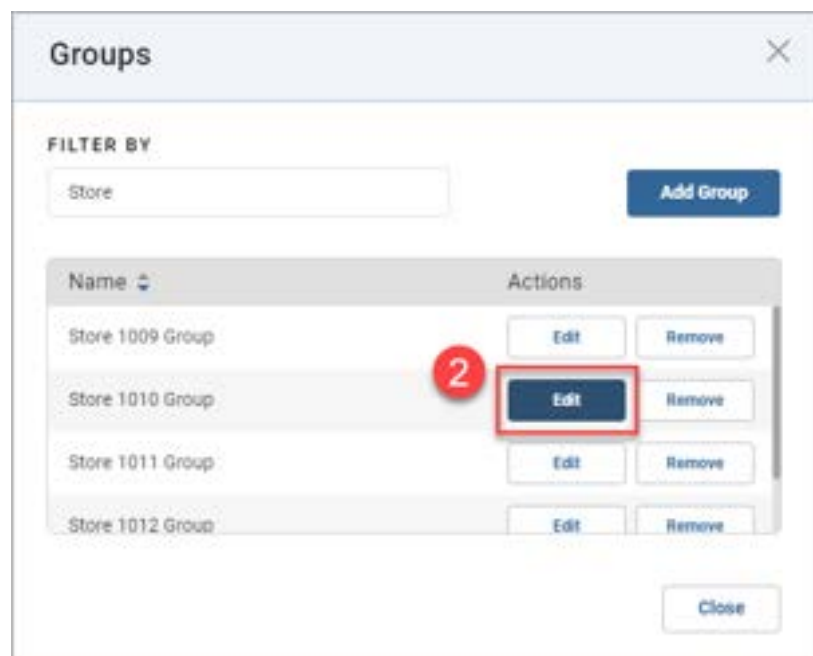 Groups
FILTER BY
Store
Add Group
Name Actions
Store 1009 Group Edit Remove
2
Store 1010 Group Edit Remove
Store 1011 Group Edit Remove
Store 1012 Group Edit Remove
Close